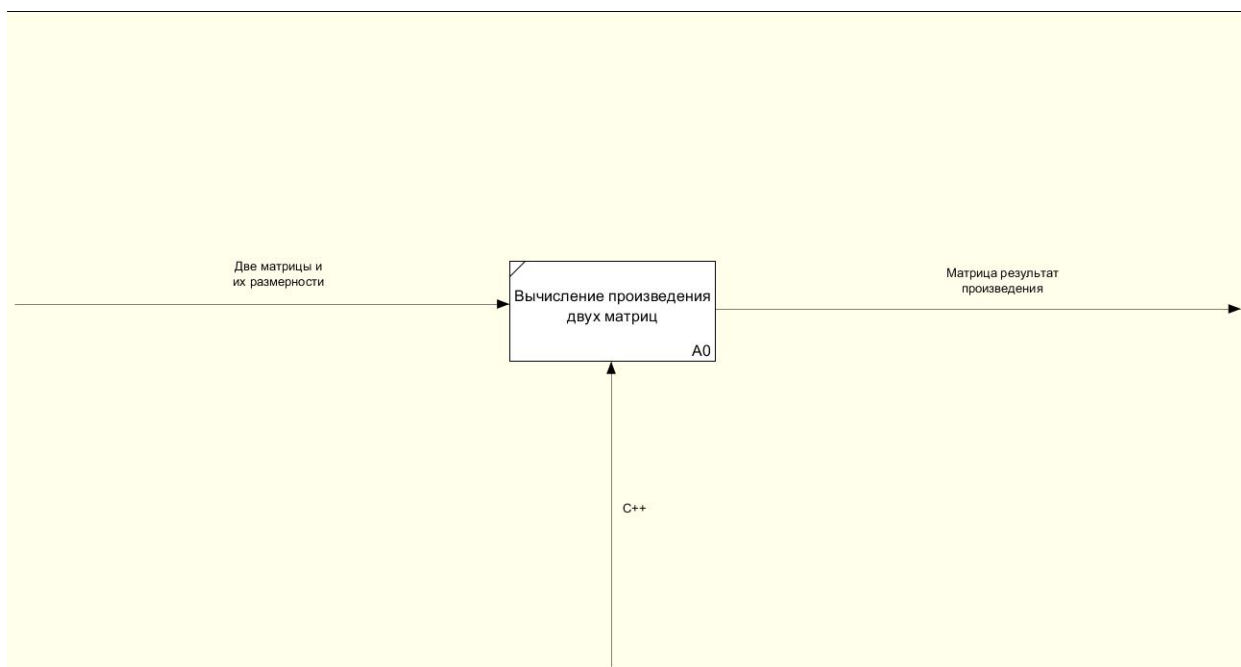 Две матрицы и
их размерности
Вычисление произведения
двух матриц
A0
Матрица результат
произведения
C++